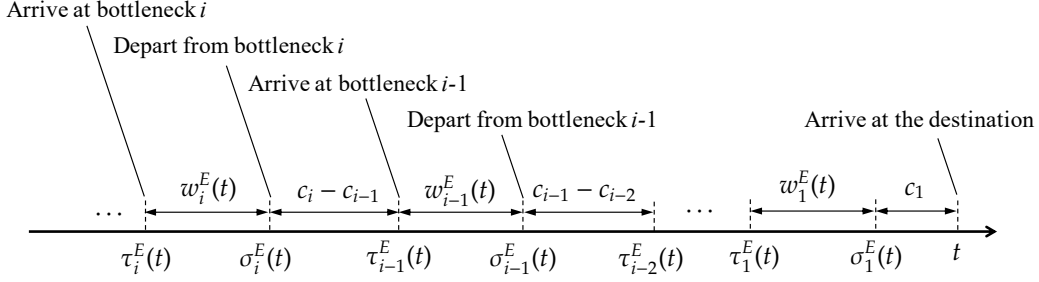 Arrive at bottleneck i
Depart from bottleneck i
Arrive at bottleneck i-1
Depart from bottleneck i-1
Arrive at the destination
w_i^E(t)
c_i − c_{i−1}
w_{i−1}^E(t)
c_{i−1} − c_{i−2}
w_1^E(t)
c_1
...
...
τ_i^E(t)
σ_i^E(t)
τ_{i−1}^E(t)
σ_{i−1}^E(t)
τ_{i−2}^E(t)
τ_1^E(t)
σ_1^E(t)
t